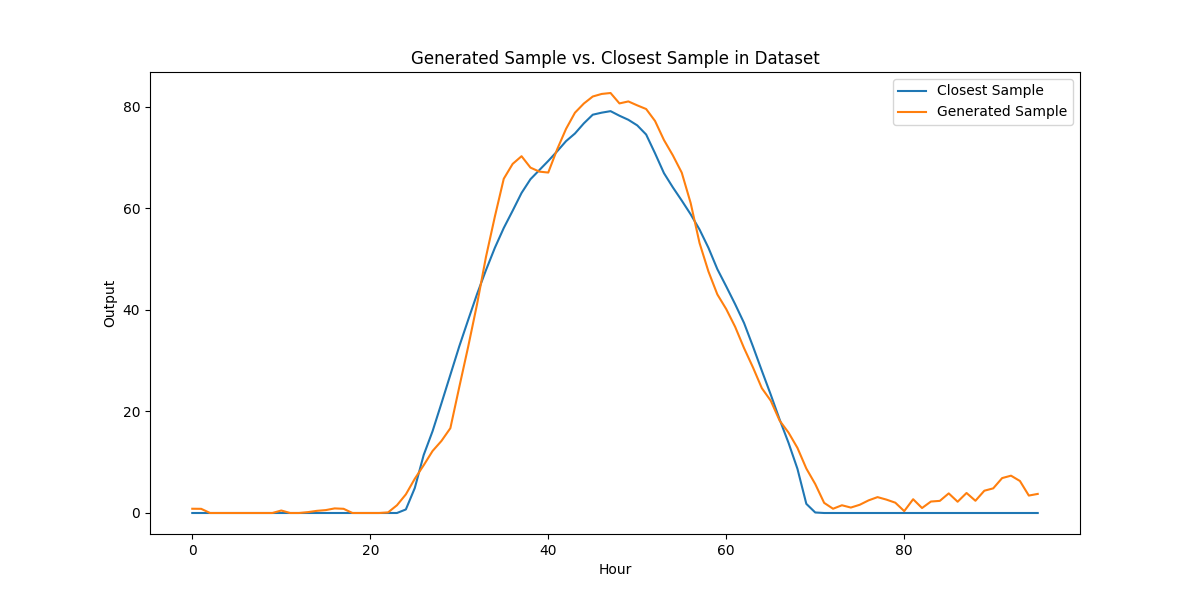 Generated Sample vs. Closest Sample in Dataset
Closest Sample
Generated Sample
Output
80
60
40
20
0
0 20 40 60 80
Hour